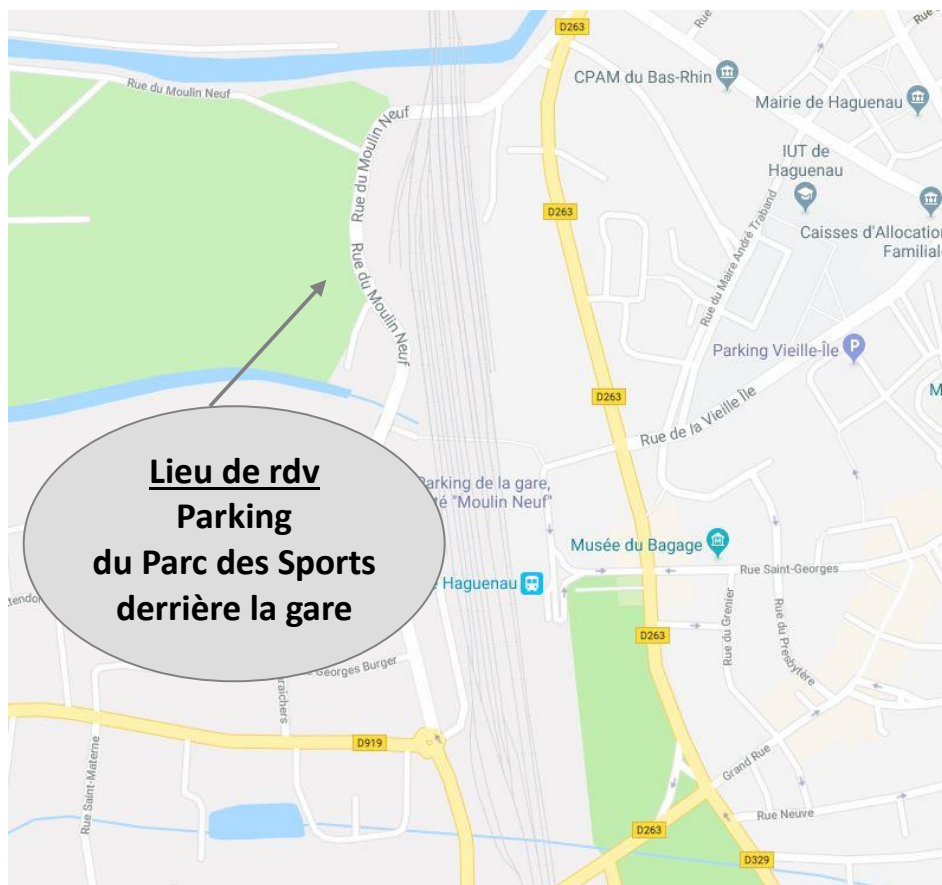 D263
Rue du
CPAM du Bas-Rhin
Mairie de Haguenau
Rue du Moulin Neuf
Rue du Moulin Neuf
IUT de
Haguenau
D263
Caisses d'Allocation
Familiale
Rue du Maire André Traband
Rue du Moulin Neuf
Parking Vieille-Île
P
D263
M
Rue de la Vieille Île
Lieu de rdv
Parking
du Parc des Sports
derrière la gare
Parking de la gare,
té "Moulin Neuf"
Musée du Bagage
Rue Saint-Georges
Haguenau
Rue du Grenier
Rue du Presbytère
D263
Georges Burger
araichers
D919
Rue Saint-Materne
Grand Rue
Rue Neuve
D263
D329